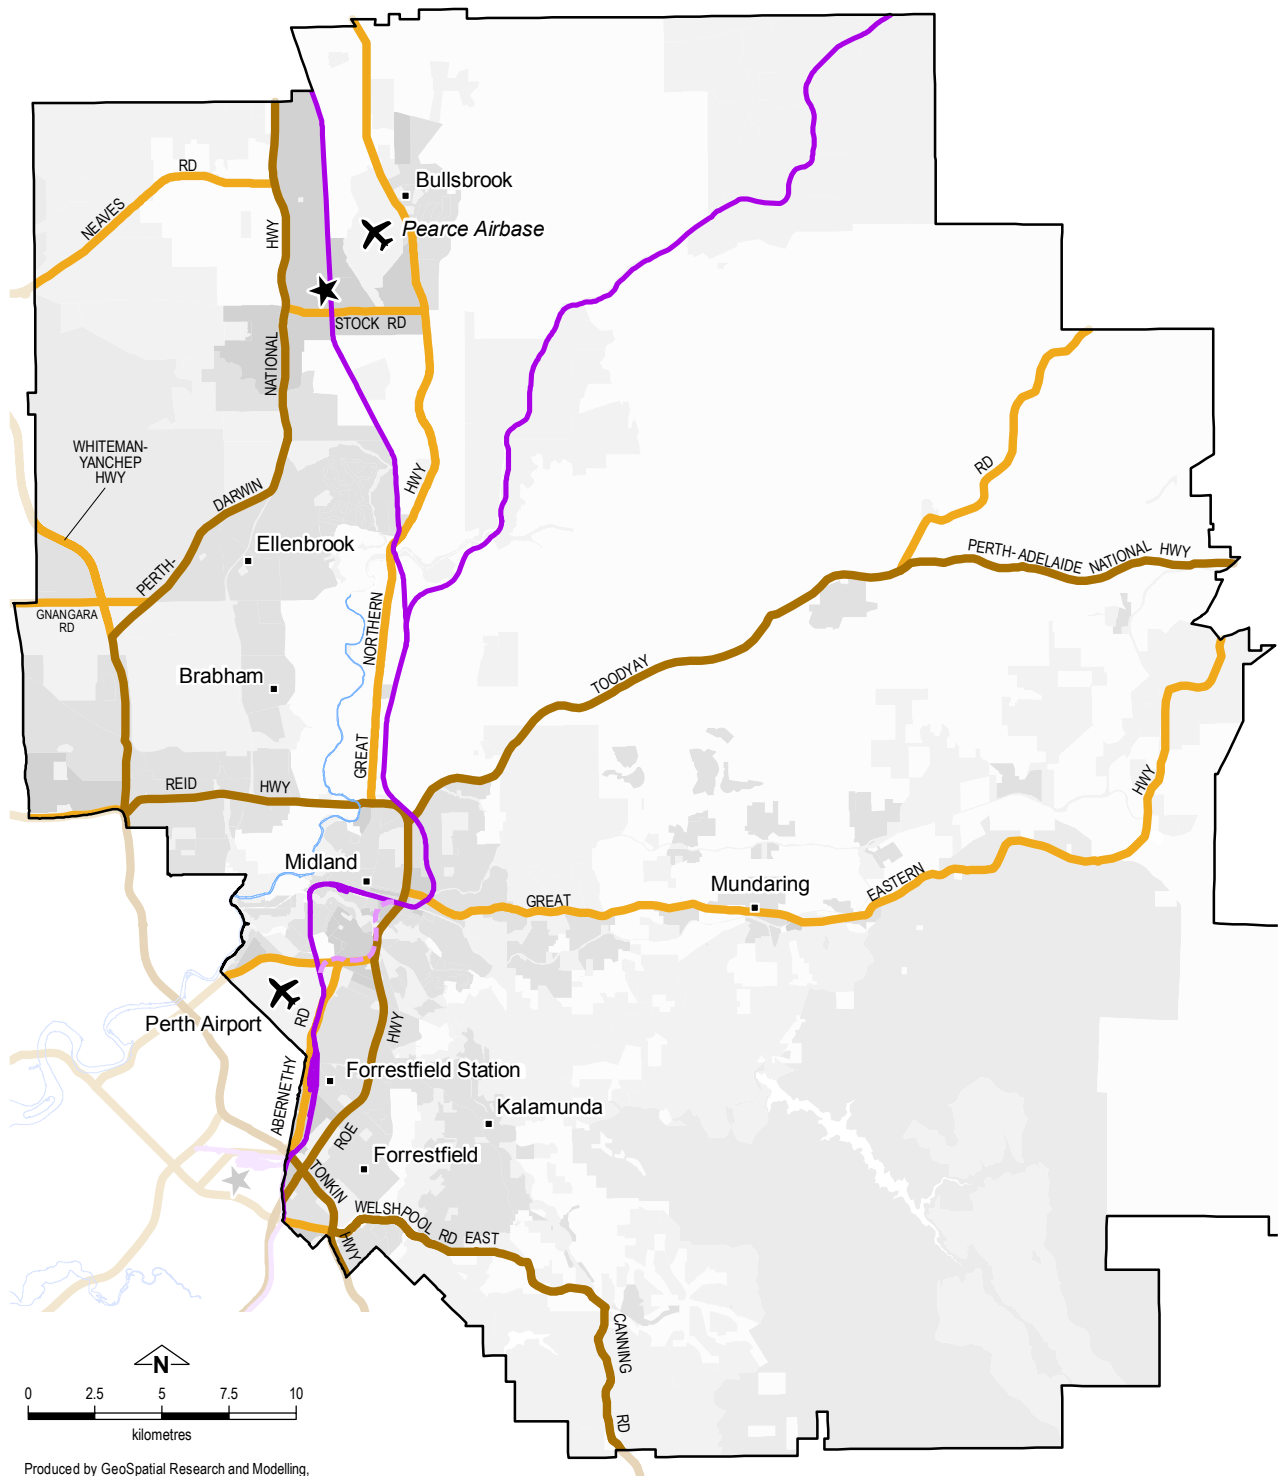 RD
NEAVES
HWY
Bullsbrook
Pearce Airbase
STOCK RD
NATIONAL
WHITEMAN-
YANCHEP
HWY
HWY
RD
DARWIN
Ellenbrook
PERTH-
PERTH-ADELAIDE NATIONAL HWY
GNANGARA
RD
NORTHERN
Brabham
TOODYAY
GREAT
REID HWY
HWY
Midland
Mundaring
EASTERN
GREAT
Perth Airport
RD
HWY
Forrestfield Station
ABERNETHY
Kalamunda
ROE
Forrestfield
TONKIN
WELSHPOOL RD EAST
HWY
CANNING
RD
N
0 2.5 5 7.5 10
kilometres
Produced by GeoSpatial Research and Modelling,